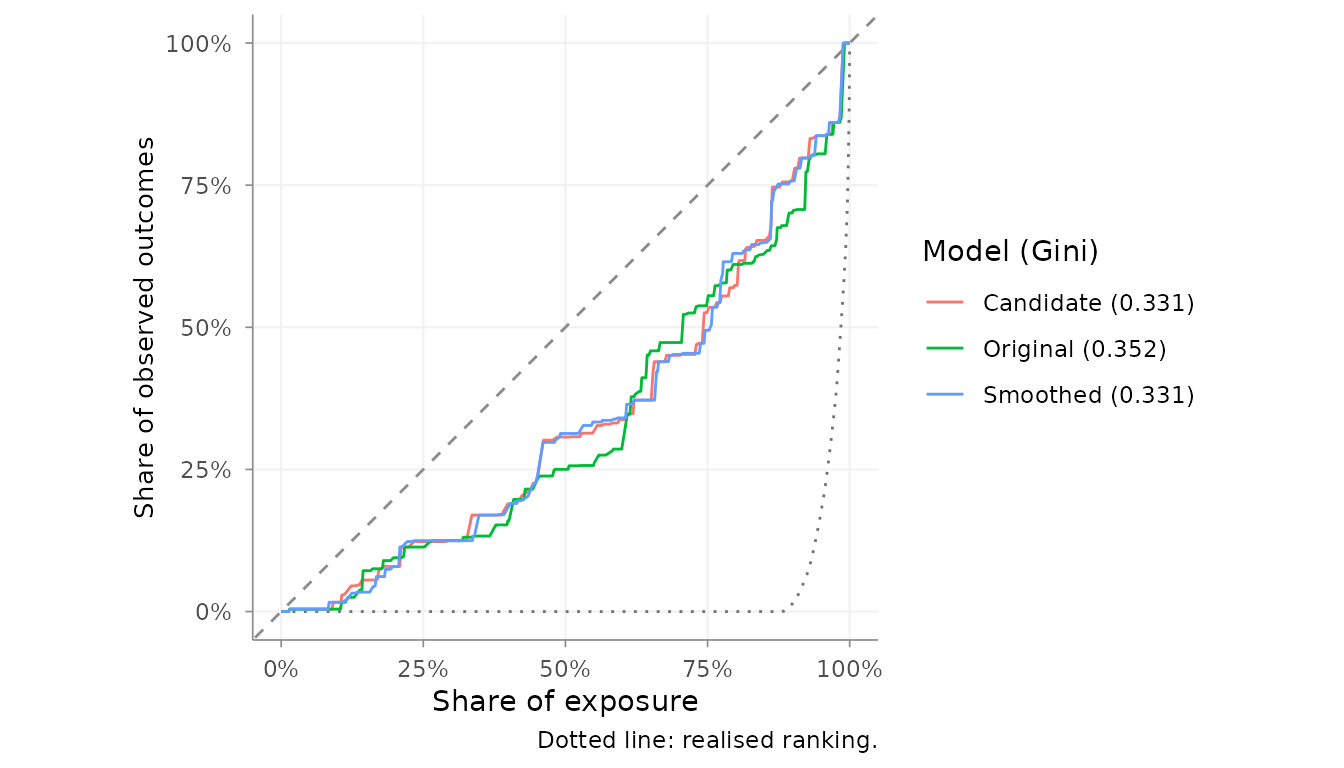 100%
75%
50%
25%
0%
Share of observed outcomes
0%
25%
50%
75%
100%
Share of exposure
Dotted line: realised ranking.
Model (Gini)
Candidate (0.331)
Original (0.352)
Smoothed (0.331)